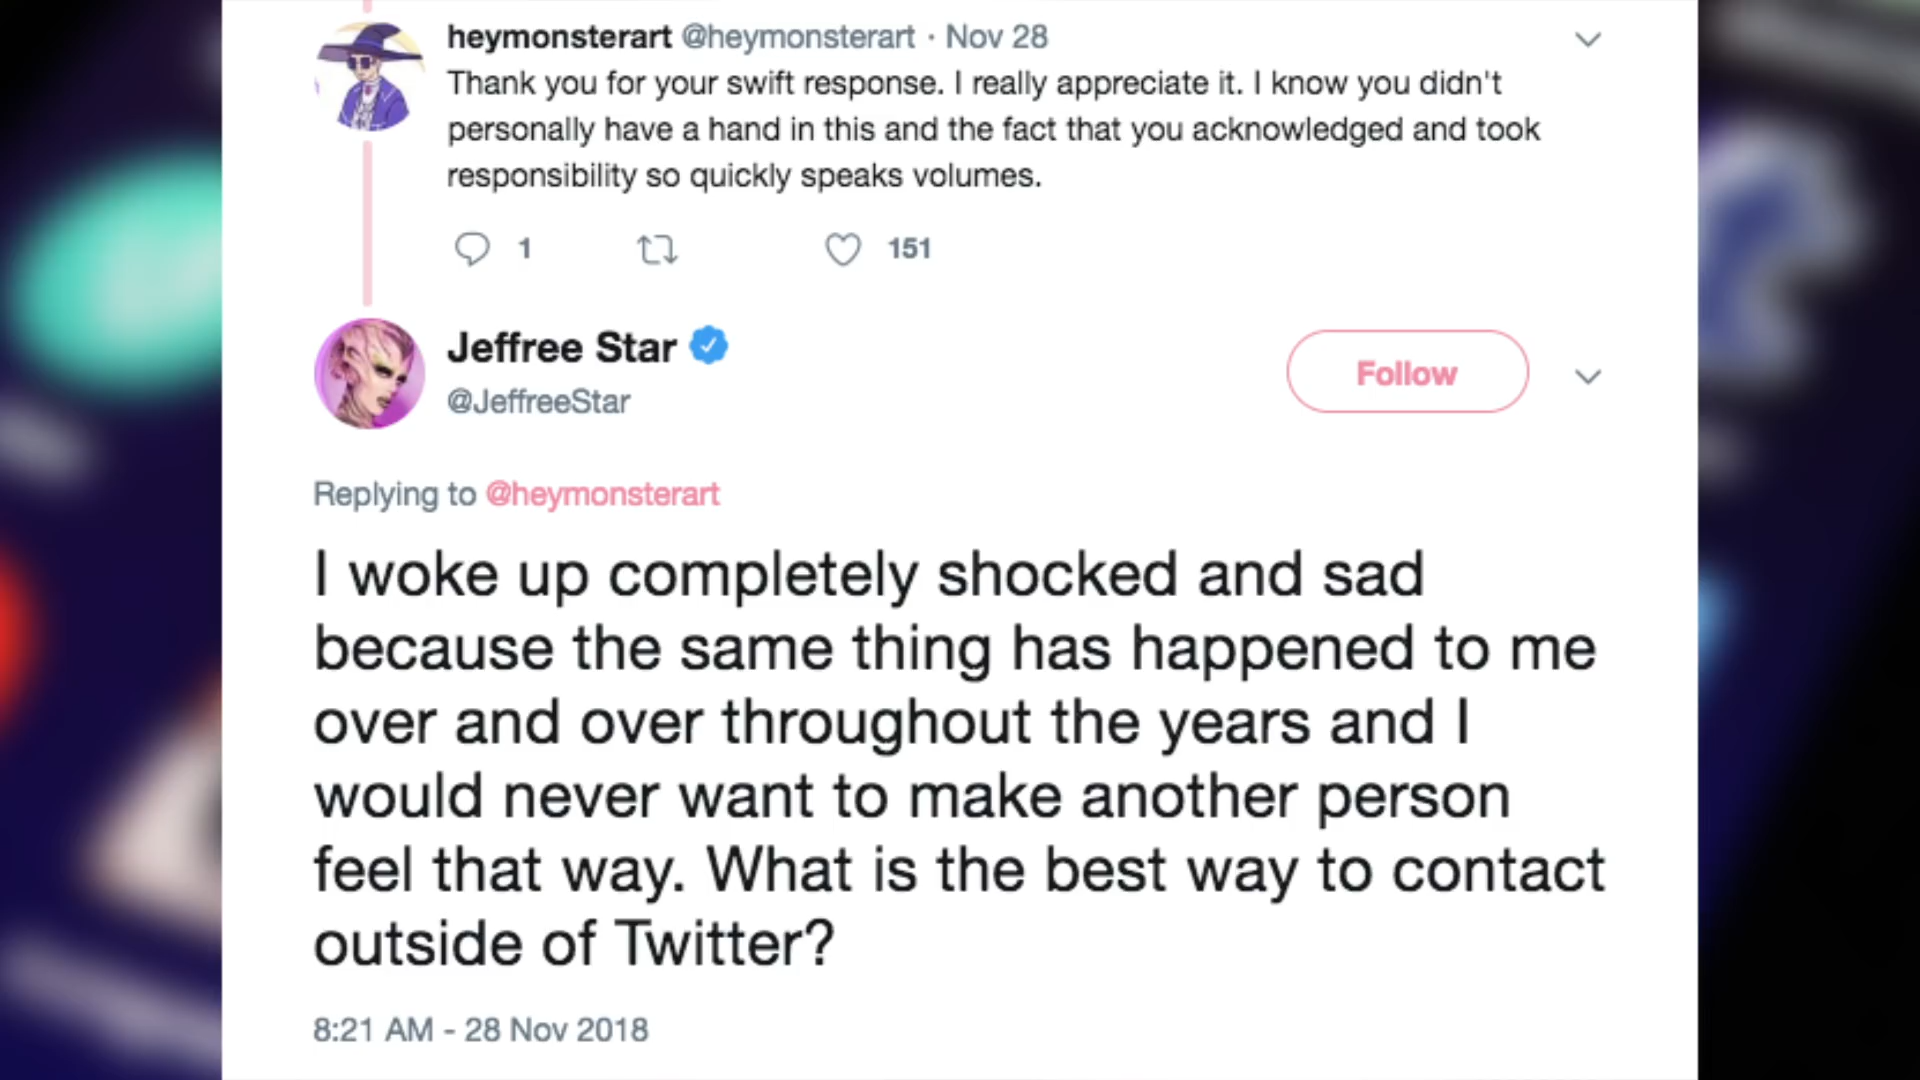 heymonsterart @heymonsterart · Nov 28
Thank you for your swift response. I really appreciate it. I know you didn't
personally have a hand in this and the fact that you acknowledged and took
responsibility so quickly speaks volumes.
1 151
Jeffree Star
@JeffreeStar
Follow
Replying to @heymonsterart
I woke up completely shocked and sad
because the same thing has happened to me
over and over throughout the years and I
would never want to make another person
feel that way. What is the best way to contact
outside of Twitter?
8:21 AM - 28 Nov 2018